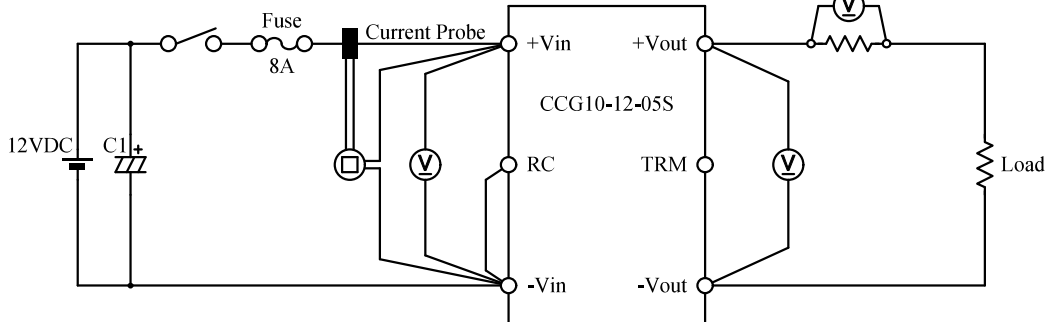 V
Fuse
Current Probe
+Vin
+Vout
8A
CCG10-12-05S
12VDC
C1
+
V
RC
TRM
V
Load
-Vin
-Vout